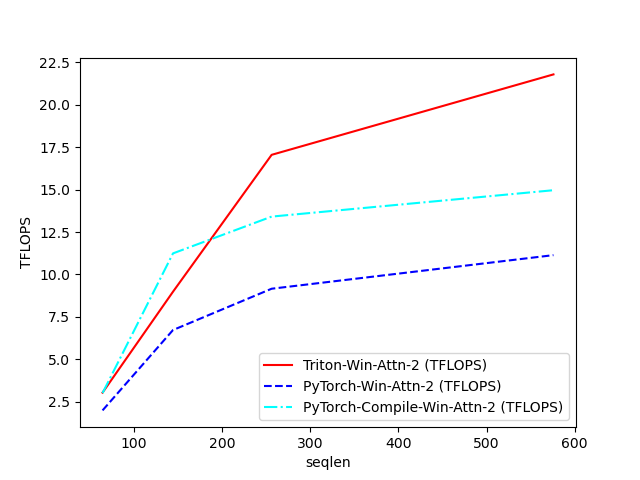 22.5
20.0
17.5
15.0
12.5
10.0
7.5
5.0
2.5
TFLOPS
Triton-Win-Attn-2 (TFLOPS)
PyTorch-Win-Attn-2 (TFLOPS)
PyTorch-Compile-Win-Attn-2 (TFLOPS)
100 200 300 400 500 600
seqlen